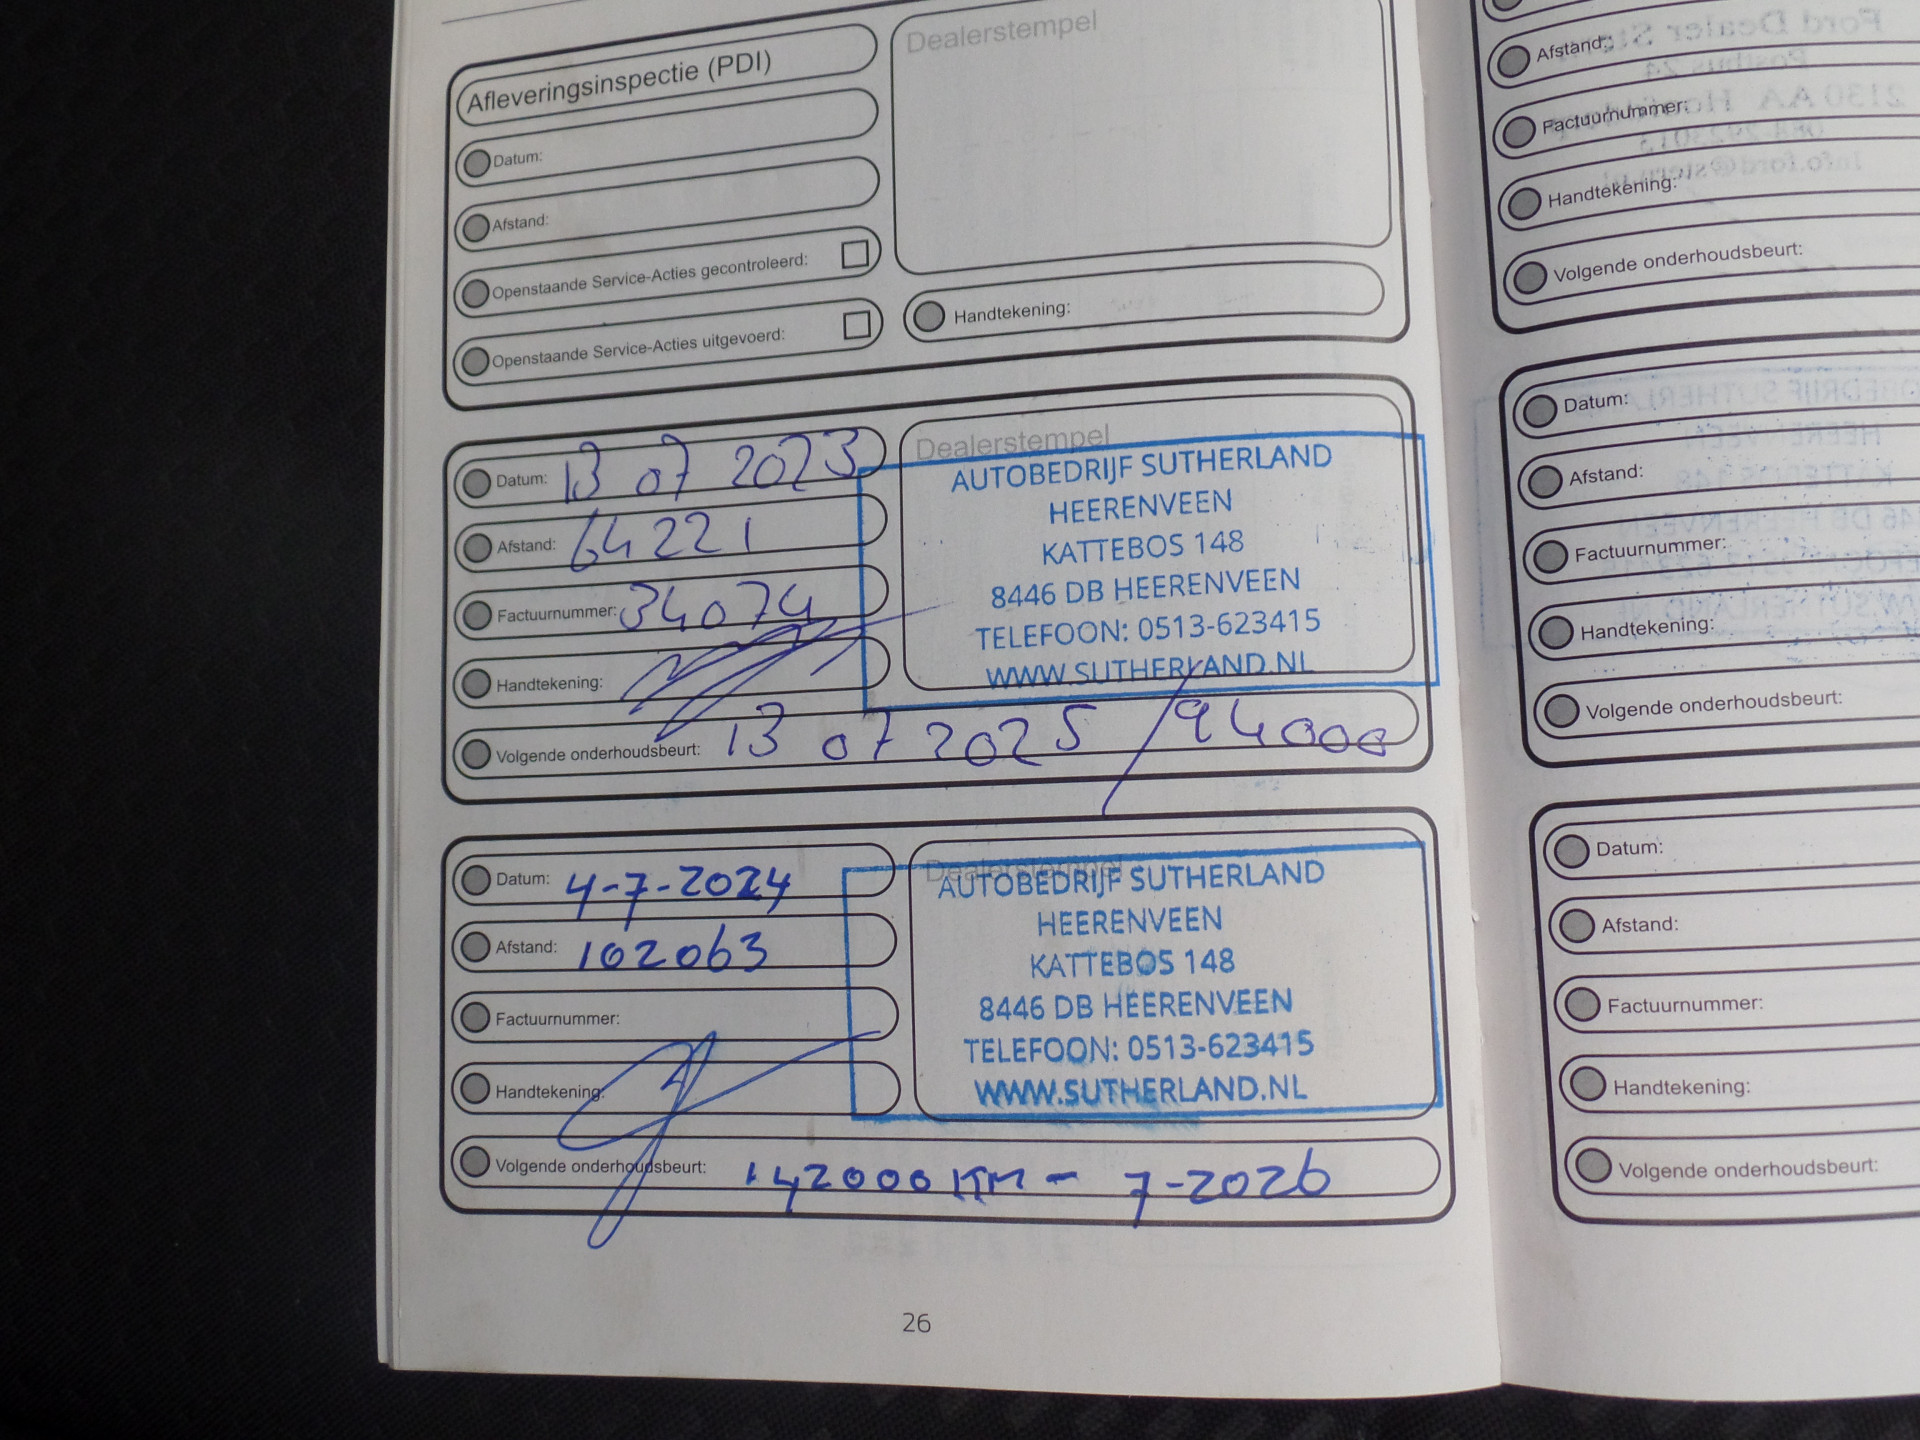 Afleveringsinspectie (PDI)
Dealerstempel
Datum:
Afstand:
Openstaande Service-Acties gecontroleerd:
Openstaande Service-Acties uitgevoerd:
Handtekening:
Datum: 13 07 2023
Afstand: 64221
Factuurnummer: 34074
Handtekening:
Volgende onderhoudsbeurt: 13 07 2025 / 94000
Dealerstempel
AUTOBEDRIJF SUTHERLAND
HEERENVEEN
KATTEBOS 148
8446 DB HEERENVEEN
TELEFOON: 0513-623415
WWW.SUTHERLAND.NL
Datum: 4-7-2024
Afstand: 102063
Factuurnummer:
Handtekening:
Volgende onderhoudsbeurt: 142000 KM - 7-2026
Dealerstempel
AUTOBEDRIJF SUTHERLAND
HEERENVEEN
KATTEBOS 148
8446 DB HEERENVEEN
TELEFOON: 0513-623415
WWW.SUTHERLAND.NL
26
Afstand:
Factuurnummer:
Handtekening:
Volgende onderhoudsbeurt:
Datum:
Afstand:
Factuurnummer:
Handtekening:
Volgende onderhoudsbeurt:
Datum:
Afstand:
Factuurnummer:
Handtekening:
Volgende onderhoudsbeurt: